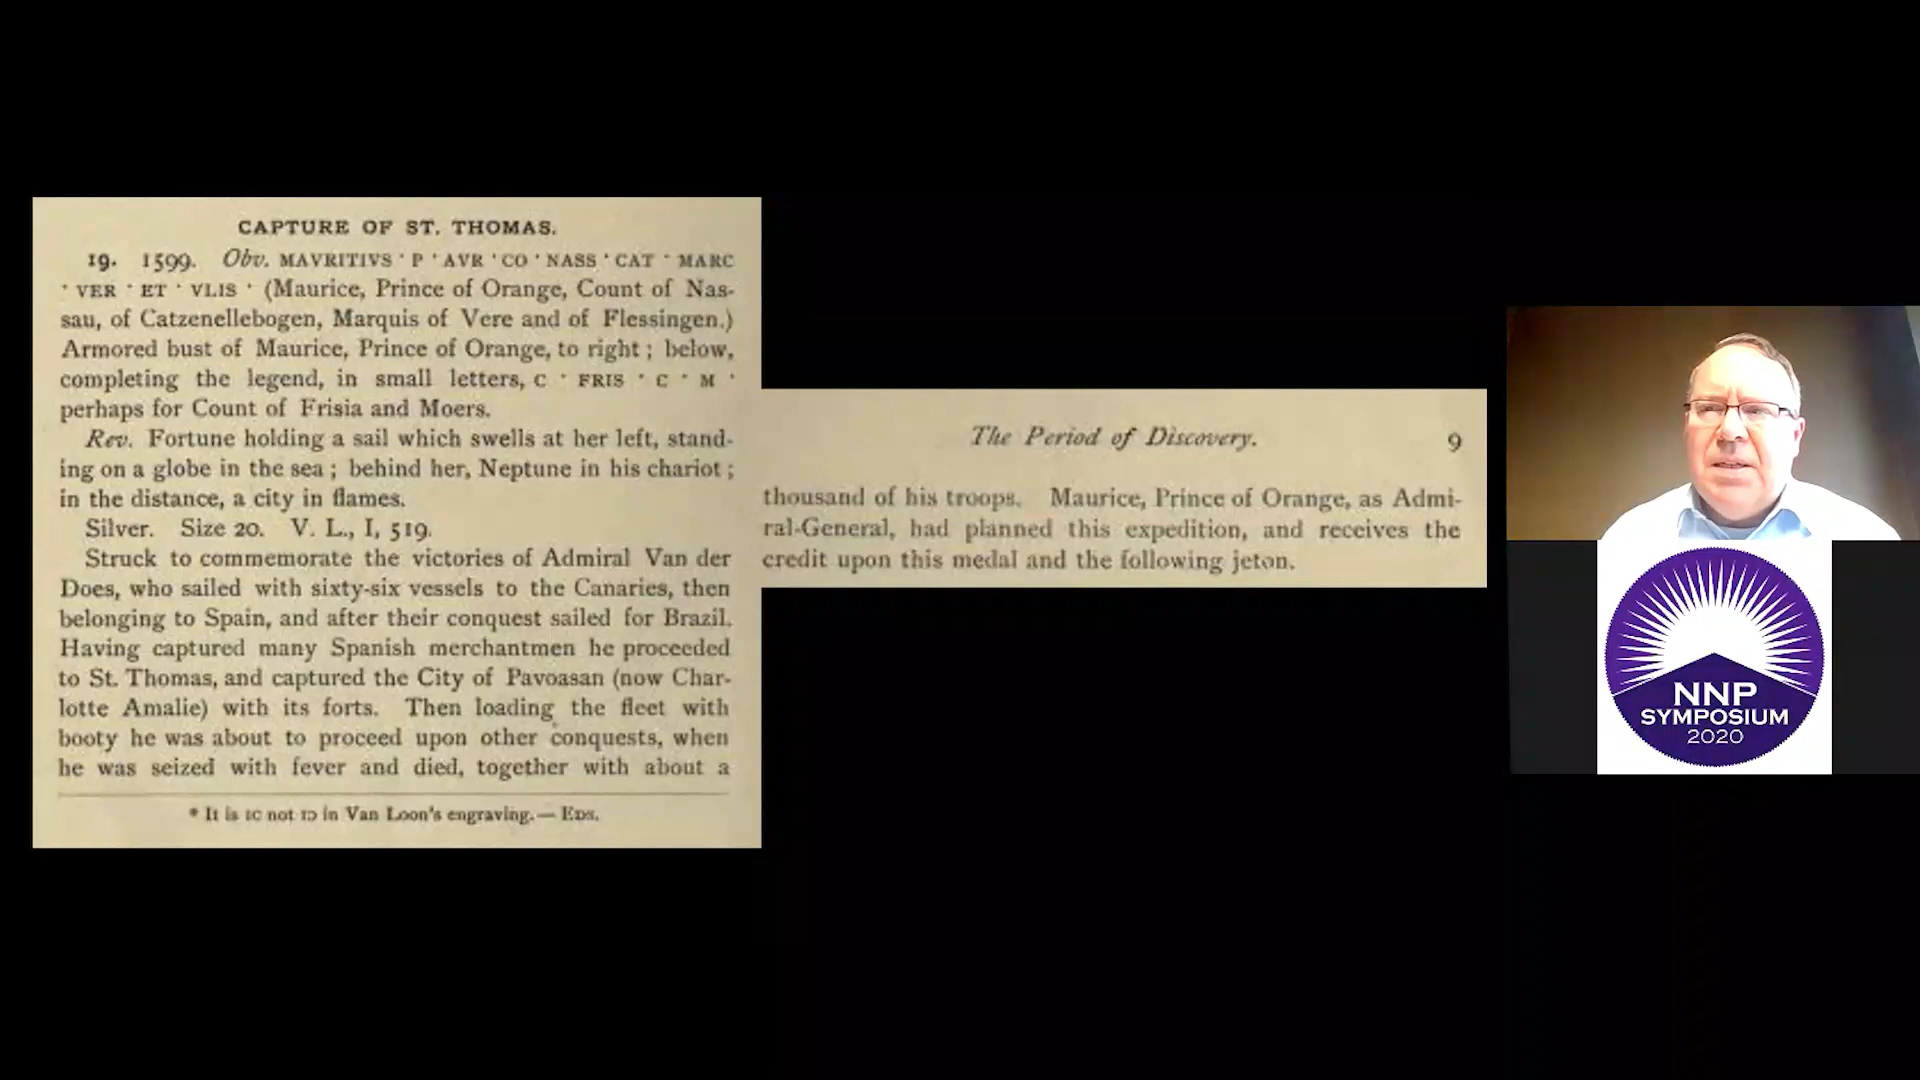 CAPTURE OF ST. THOMAS.
19. 1599. Obv. MAVRITIVS · P · AVR · CO · NASS · CAT · MARC
· VER · ET · VLIS · (Maurice, Prince of Orange, Count of Nas-
sau, of Catzenellebogen, Marquis of Vere and of Flessingen.)
Armored bust of Maurice, Prince of Orange, to right; below,
completing the legend, in small letters, C · FRIS · C · M ·
perhaps for Count of Frisia and Moers.
Rev. Fortune holding a sail which swells at her left, stand-
ing on a globe in the sea; behind her, Neptune in his chariot;
in the distance, a city in flames.
Silver. Size 20. V. L., I, 519.
Struck to commemorate the victories of Admiral Van der
Does, who sailed with sixty-six vessels to the Canaries, then
belonging to Spain, and after their conquest sailed for Brazil.
Having captured many Spanish merchantmen he proceeded
to St. Thomas, and captured the City of Pavoasan (now Char-
lotte Amalie) with its forts. Then loading the fleet with
booty he was about to proceed upon other conquests, when
he was seized with fever and died, together with about a
* It is IC not IƆ in Van Loon's engraving.— EDS.
The Period of Discovery. 9
thousand of his troops. Maurice, Prince of Orange, as Admi-
ral-General, had planned this expedition, and receives the
credit upon this medal and the following jeton.
NNP
SYMPOSIUM
2020